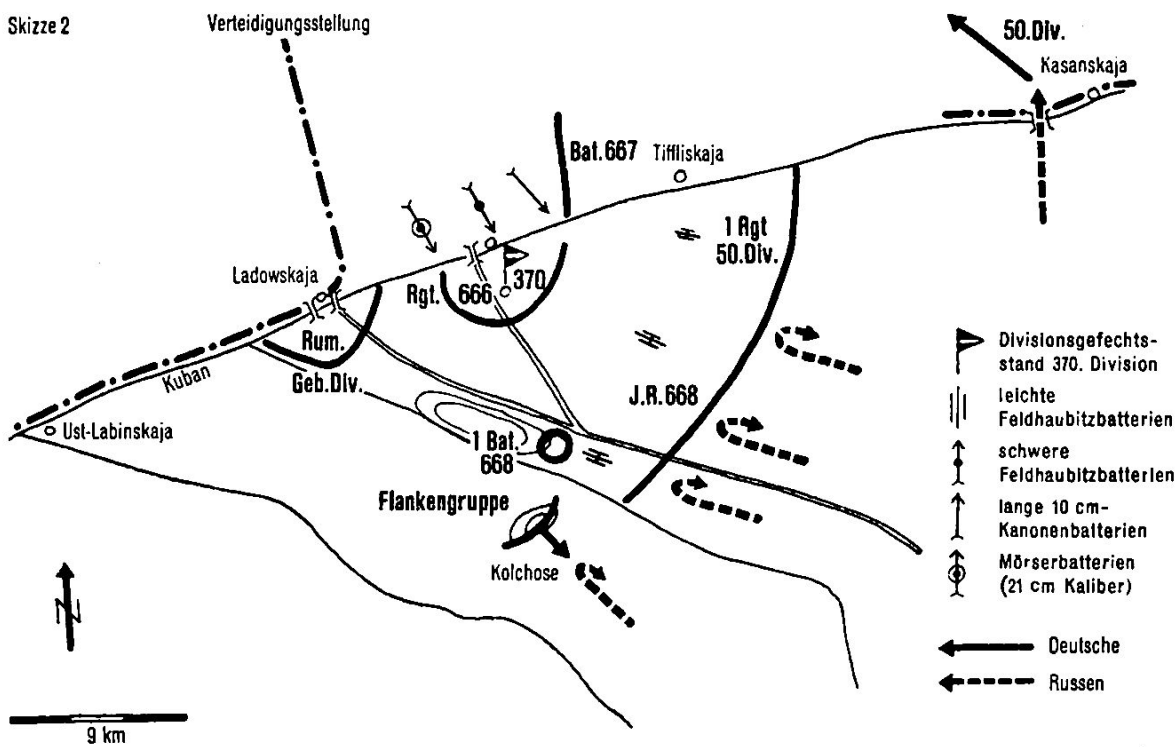 Skizze 2
Verteidigungsstellung
50.Div.
Kasanskaja
Bat.667
Tiffliskaja
1 Rgt
50.Div.
Ladowskaja
370
Rgt. 666
Rum.
Geb.Div.
Kuban
Ust-Labinskaja
J.R.668
1 Bat.
668
Flankengruppe
Kolchose
N
9 km
Divisionsgefechts-
stand 370. Division
leichte
Feldhaubitzbatterien
schwere
Feldhaubitzbatterien
lange 10 cm-
Kanonenbatterien
Mörserbatterien
(21 cm Kaliber)
Deutsche
Russen